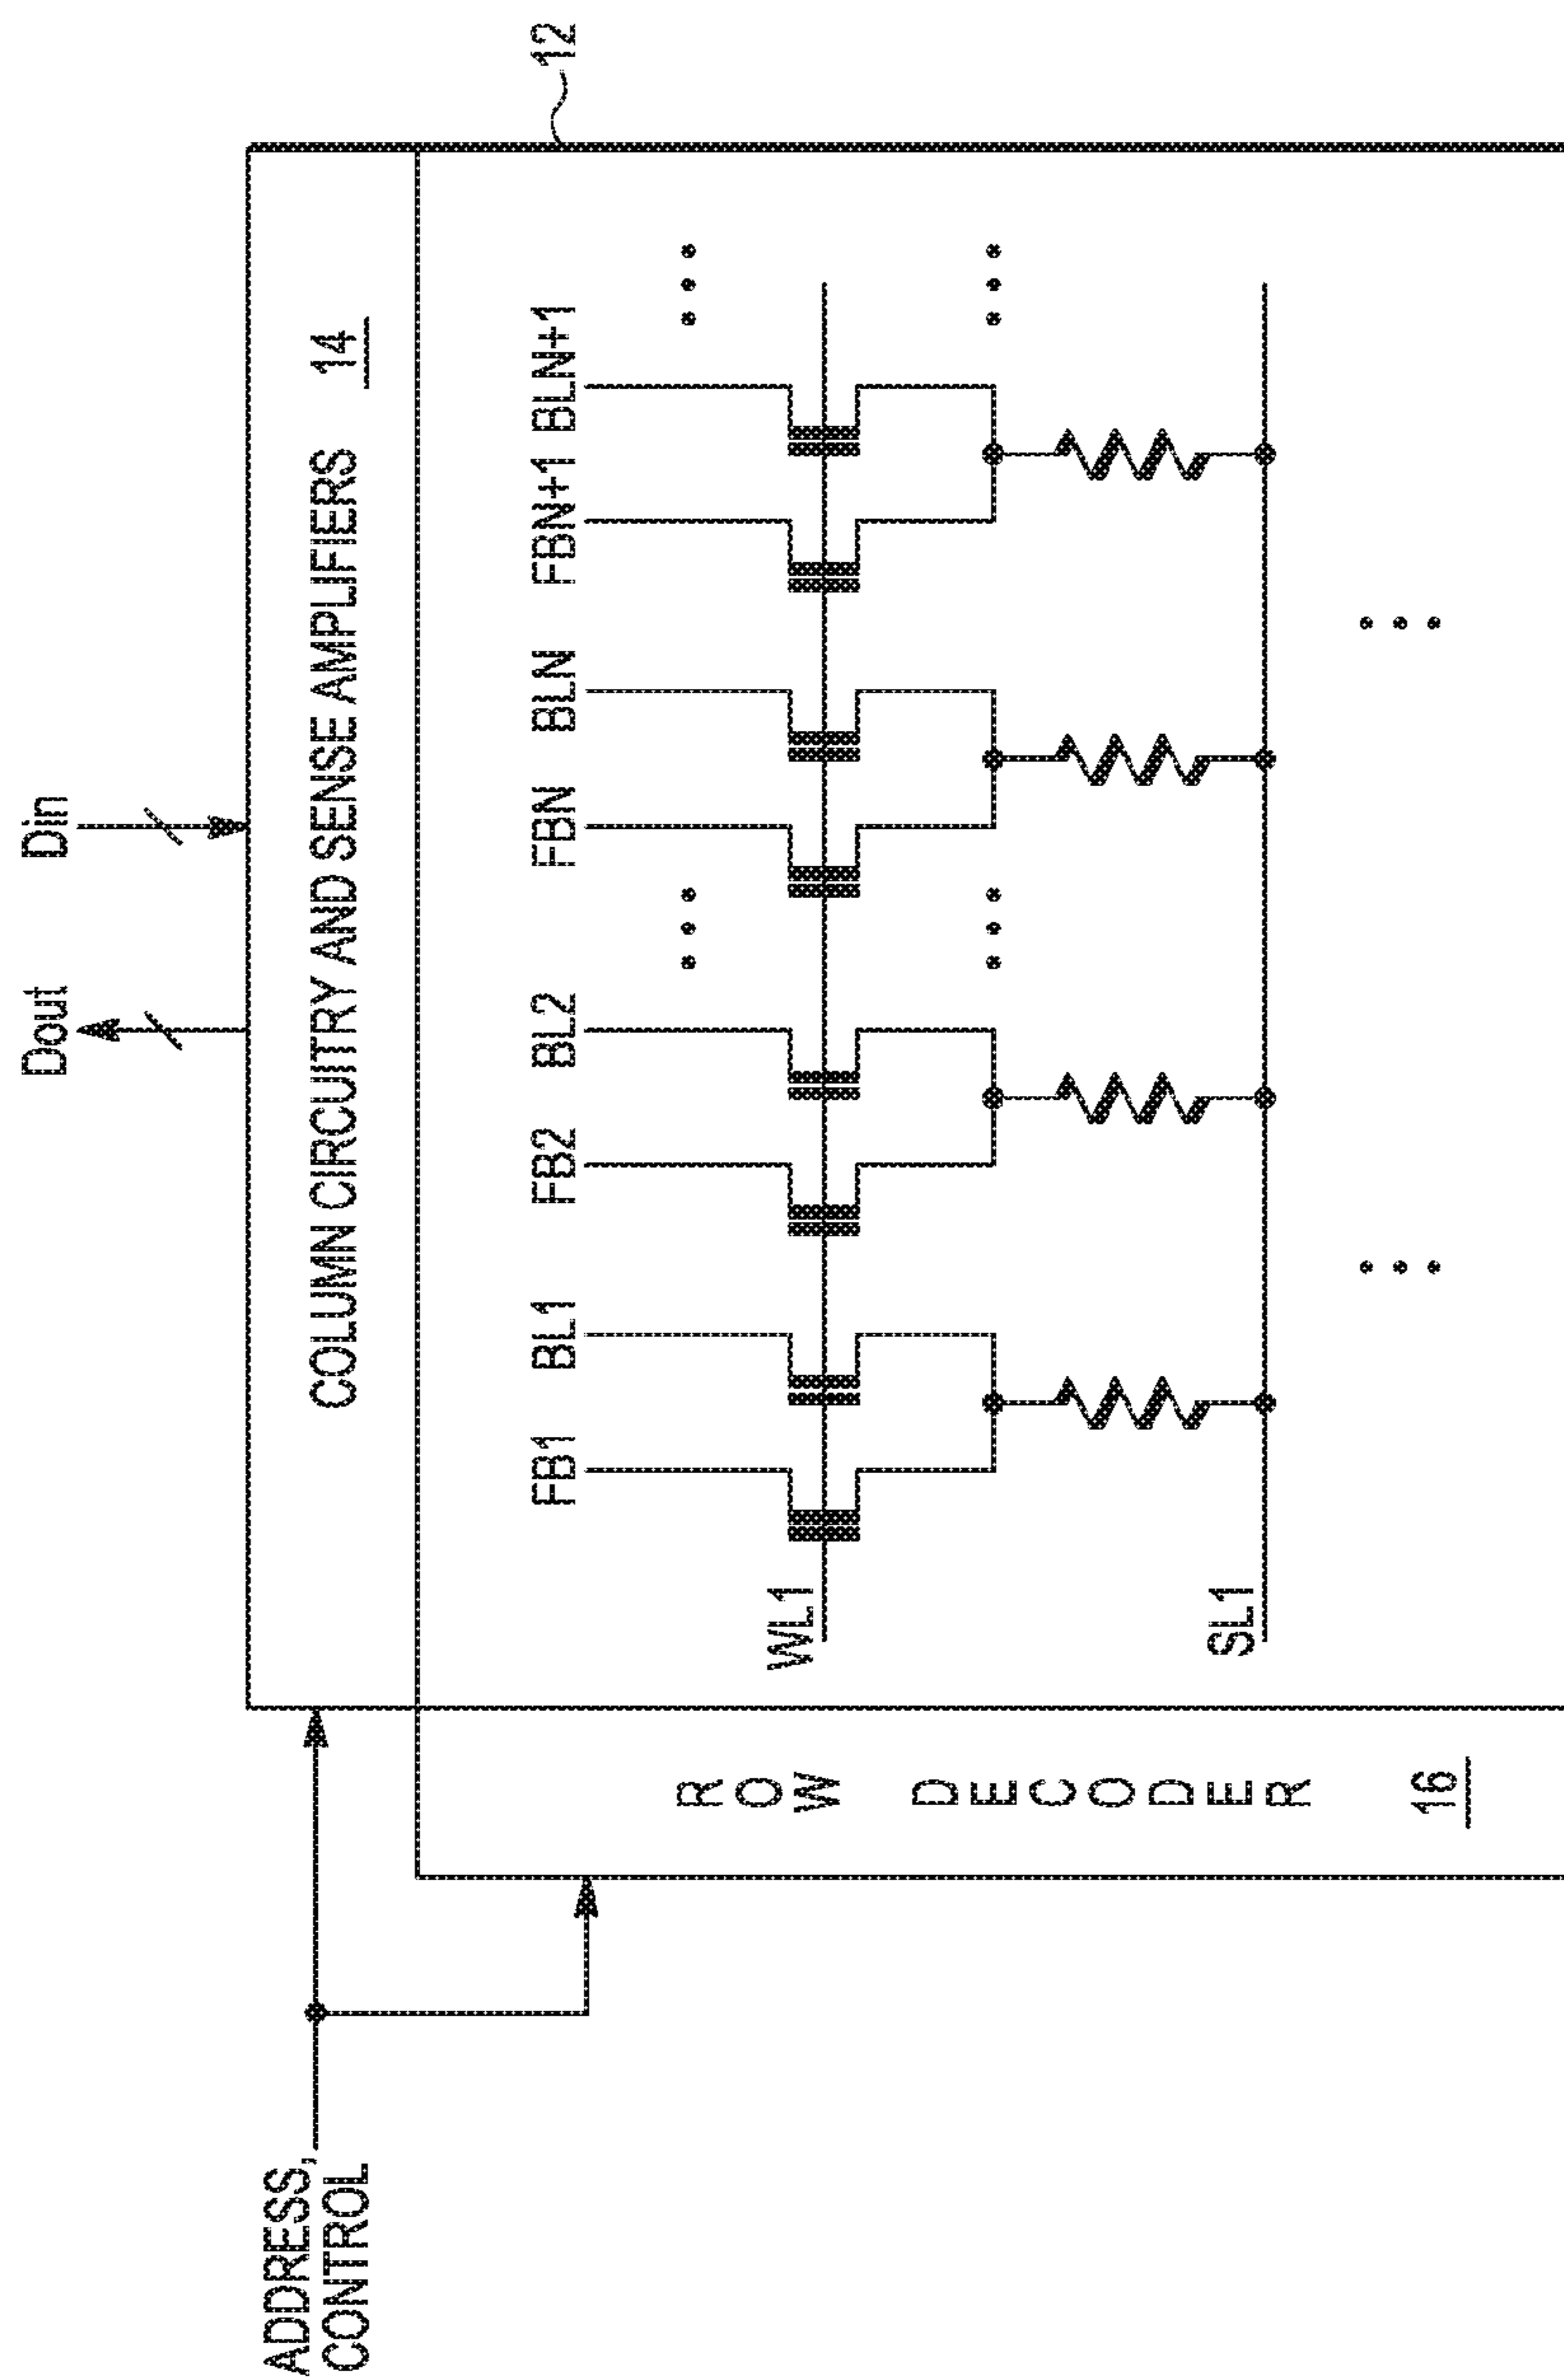 Dout
Din
12
ADDRESS,
CONTROL
COLUMN CIRCUITRY AND SENSE AMPLIFIERS 14
FB1 BL1 FB2 BL2 FBN BLN FBN+1 BLN+1
WL1
SL1
ROW DECODER
16